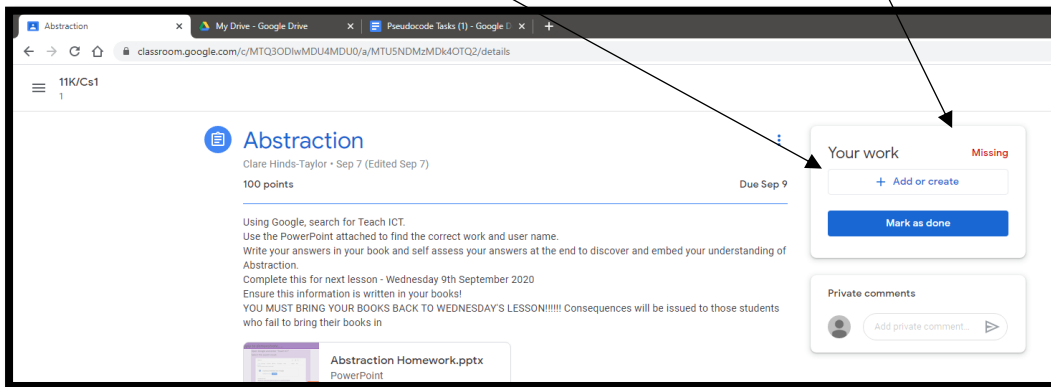 Abstraction
My Drive - Google Drive
Pseudocode Tasks (1) - Google D
classroom.google.com/c/MTQ3ODIwMDU4MDU0/a/MTU5NDMzMDk4OTQ2/details
11K/Cs1
1
Abstraction
Clare Hinds-Taylor • Sep 7 (Edited Sep 7)
100 points
Due Sep 9
Using Google, search for Teach ICT.
Use the PowerPoint attached to find the correct work and user name.
Write your answers in your book and self assess your answers at the end to discover and embed your understanding of
Abstraction.
Complete this for next lesson - Wednesday 9th September 2020
Ensure this information is written in your books!
YOU MUST BRING YOUR BOOKS BACK TO WEDNESDAY'S LESSON!!!!!! Consequences will be issued to those students
who fail to bring their books in
Abstraction Homework.pptx
PowerPoint
Your work
Missing
+ Add or create
Mark as done
Private comments
Add private comment...